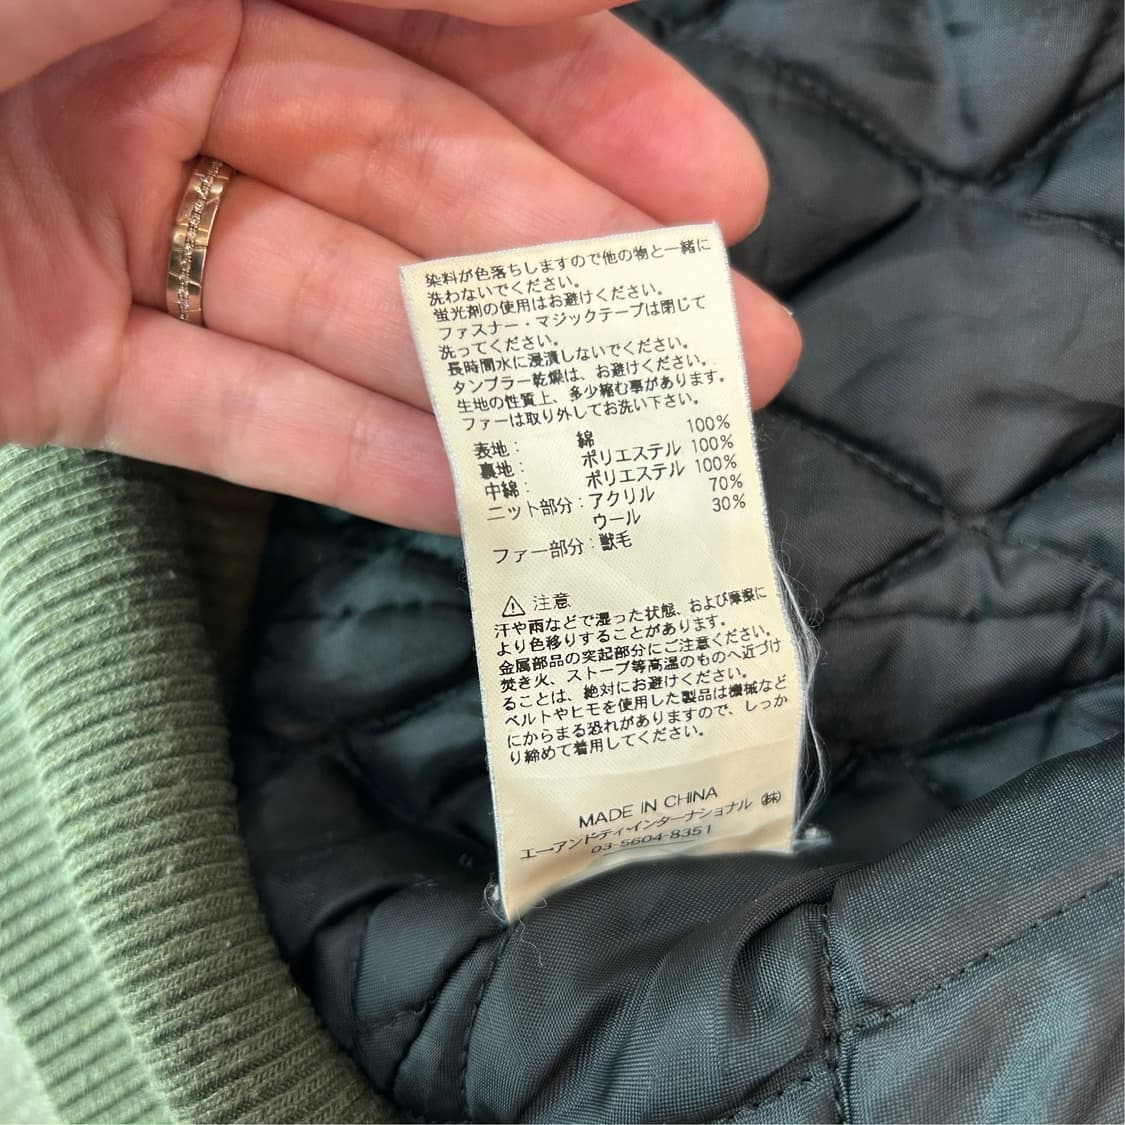 染料が色落ちしますので他の物と一緒に
洗わないでください。
蛍光剤の使用はお避けください。
ファスナー・マジックテープは閉じて
洗ってください。
長時間水に浸漬しないでください。
タンブラー乾燥は、お避けください。
生地の性質上、多少縮む事があります。
ファーは取り外してお洗い下さい。
表地： 綿 100%
裏地： ポリエステル 100%
中綿： ポリエステル 100%
ニット部分：アクリル 70%
ウール 30%
ファー部分：獣毛
⚠ 注意
汗や雨などで湿った状態、および摩擦に
より色移りすることがあります。
金属部品の突起部分にご注意ください。
焚き火、ストーブ等高温のものへ近づけ
ることは、絶対にお避けください。
ベルトやヒモを使用した製品は機械など
にからまる恐れがありますので、しっか
り締めて着用してください。
MADE IN CHINA
エーアンドティ・インターナショナル ㈱
03-5604-8351